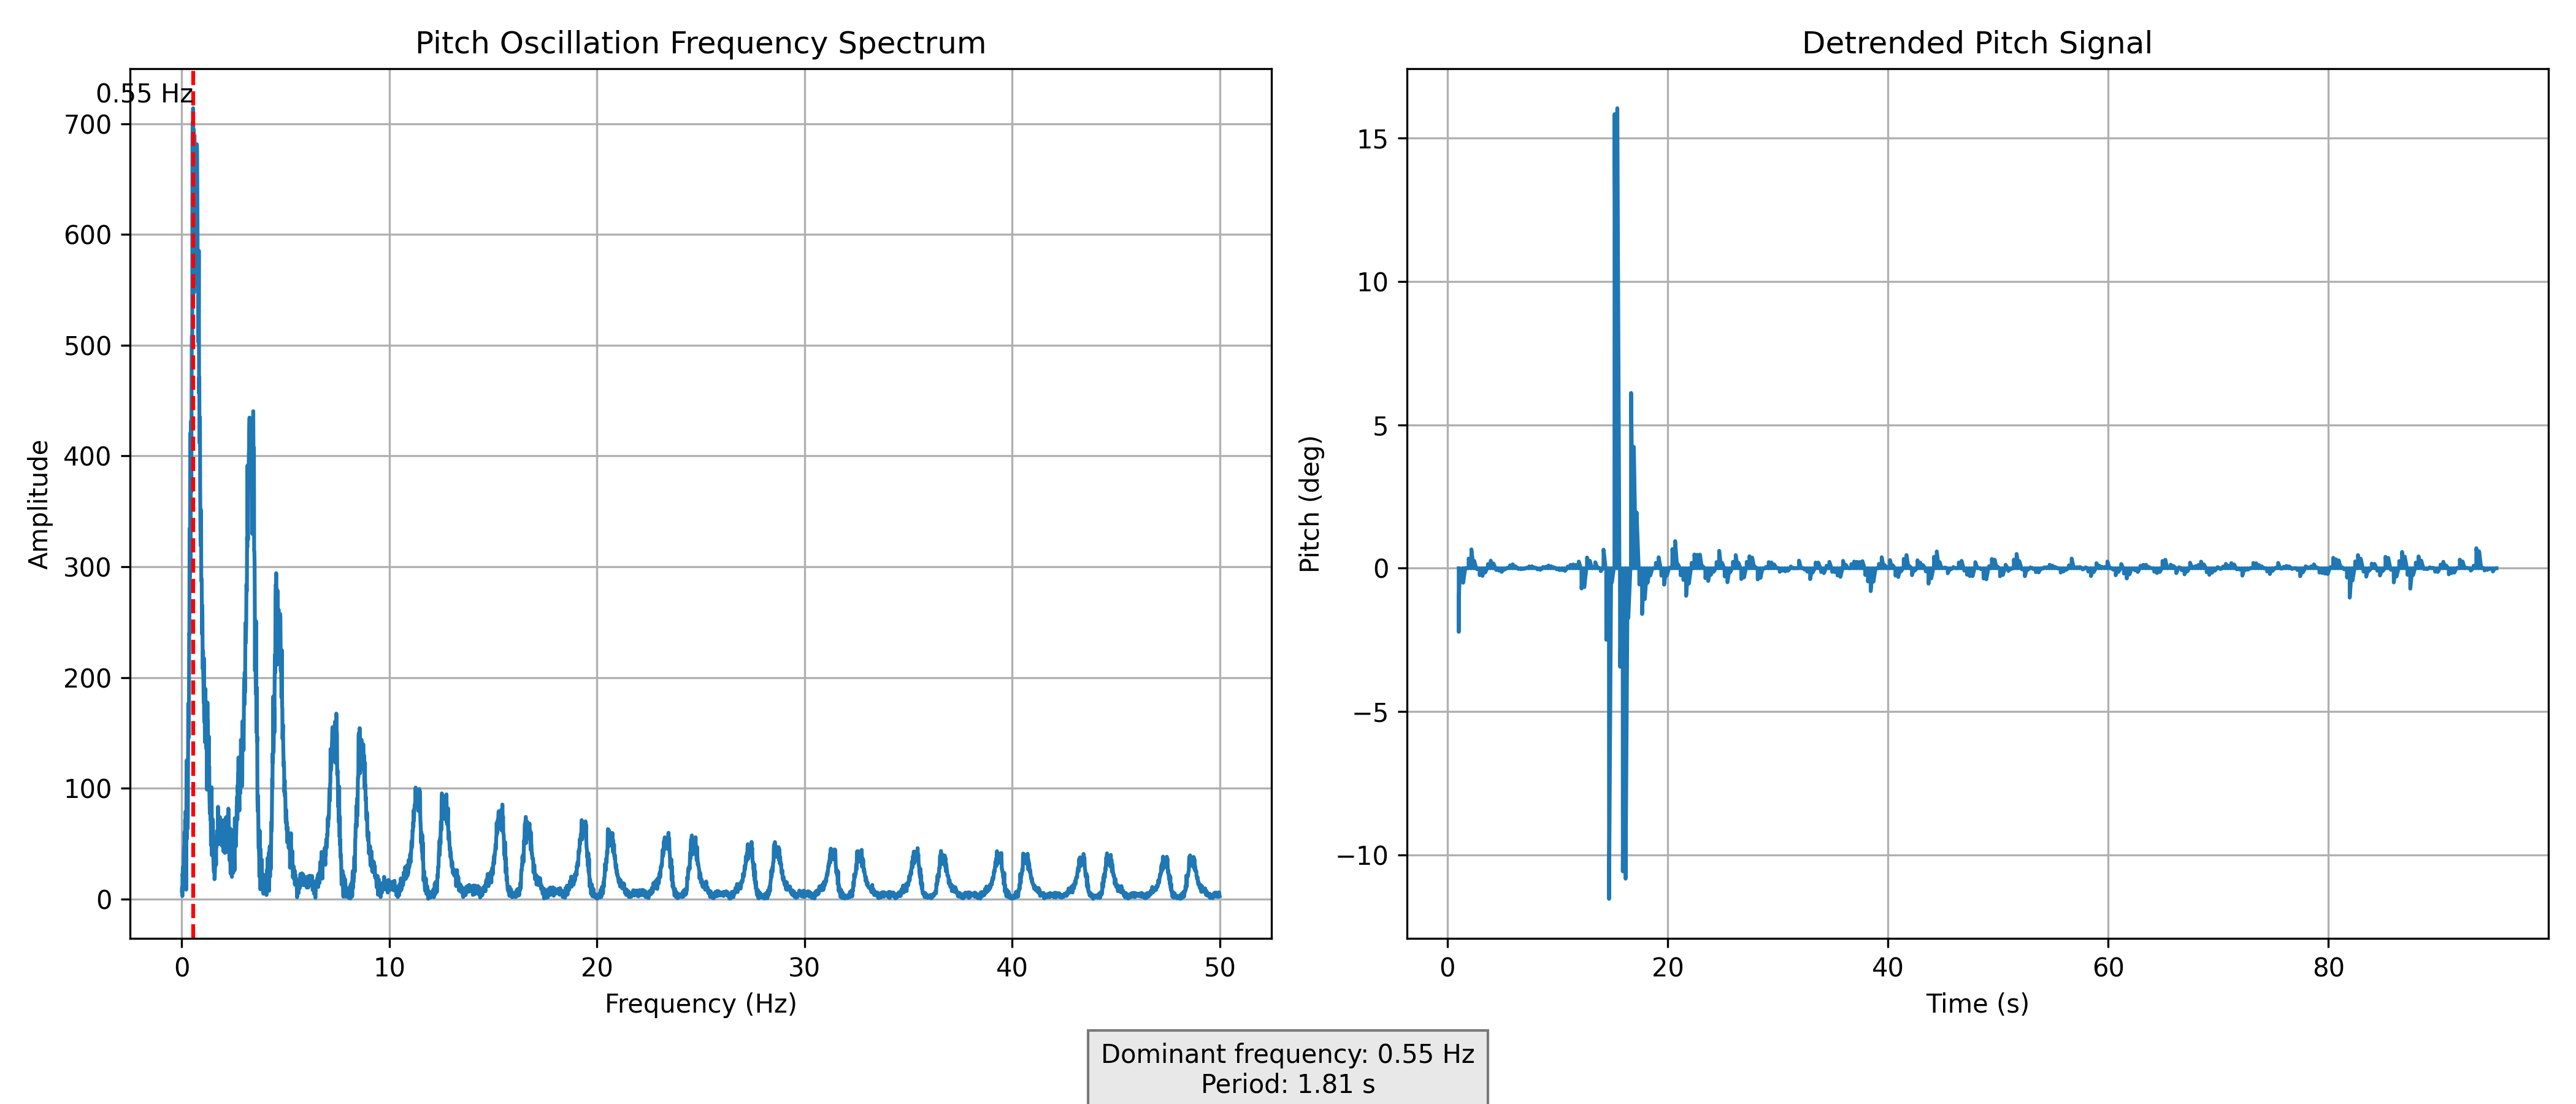 Pitch Oscillation Frequency Spectrum
0.55 Hz
700
600
500
400
300
200
100
0
Amplitude
0
10
20
30
40
50
Frequency (Hz)
Detrended Pitch Signal
15
10
5
0
−5
−10
Pitch (deg)
0
20
40
60
80
Time (s)
Dominant frequency: 0.55 Hz
Period: 1.81 s